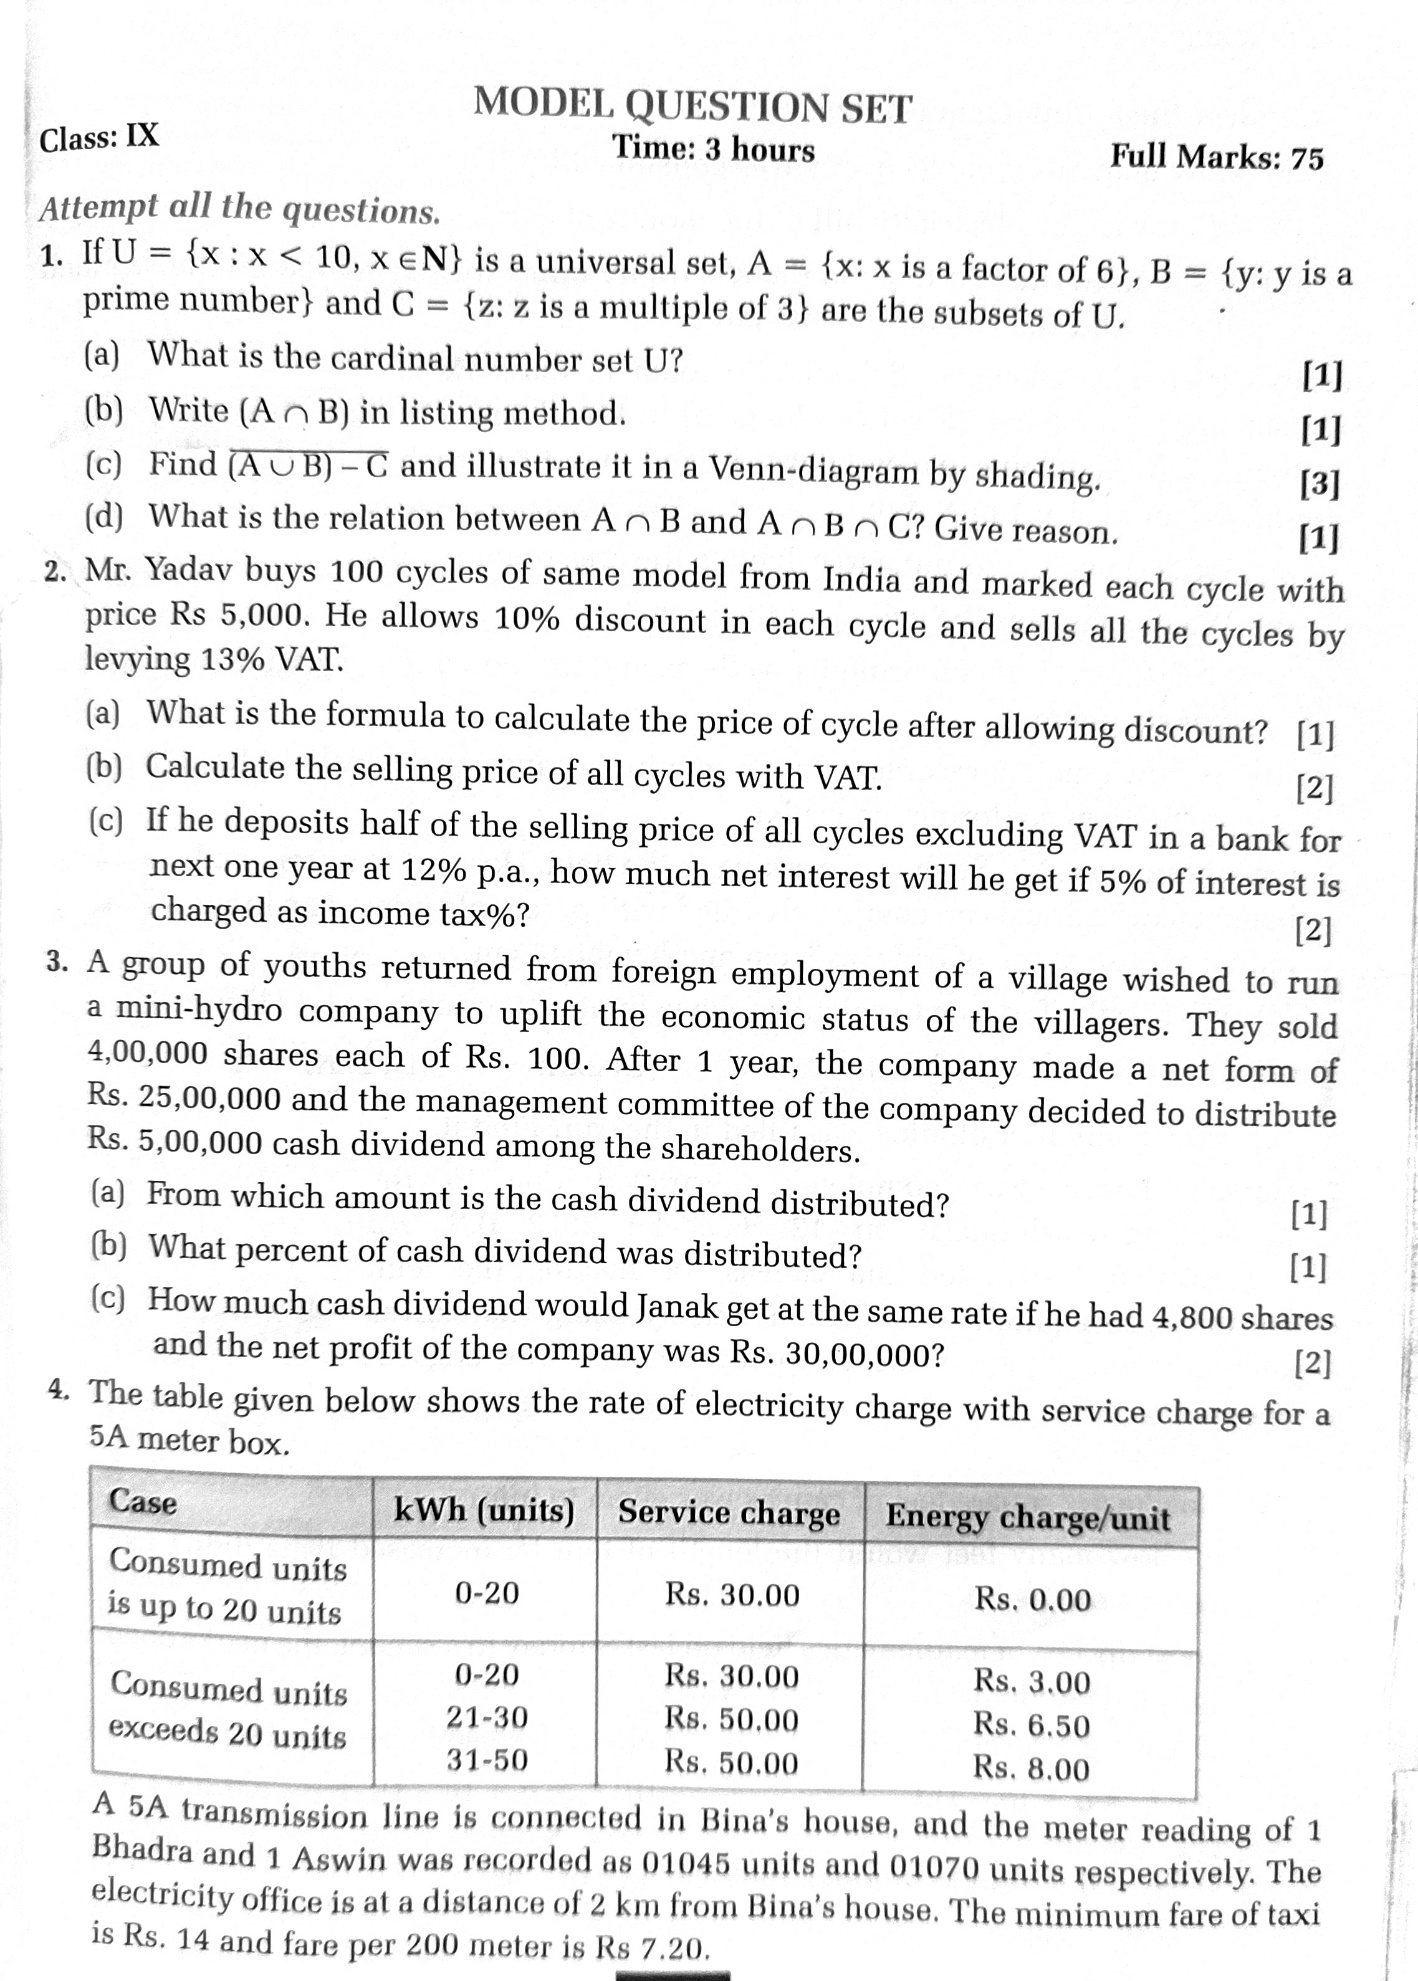 MODEL QUESTION SET
Class: IX
Time: 3 hours
Full Marks: 75
Attempt all the questions.
1. If U = {x : x < 10, x ∈ N} is a universal set, A = {x: x is a factor of 6}, B = {y: y is a
prime number} and C = {z: z is a multiple of 3} are the subsets of U.
(a) What is the cardinal number set U? [1]
(b) Write (A ∩ B) in listing method. [1]
(c) Find \overline{(A ∪ B) – C} and illustrate it in a Venn-diagram by shading. [3]
(d) What is the relation between A ∩ B and A ∩ B ∩ C? Give reason. [1]
2. Mr. Yadav buys 100 cycles of same model from India and marked each cycle with
price Rs 5,000. He allows 10% discount in each cycle and sells all the cycles by
levying 13% VAT.
(a) What is the formula to calculate the price of cycle after allowing discount? [1]
(b) Calculate the selling price of all cycles with VAT. [2]
(c) If he deposits half of the selling price of all cycles excluding VAT in a bank for
next one year at 12% p.a., how much net interest will he get if 5% of interest is
charged as income tax%? [2]
3. A group of youths returned from foreign employment of a village wished to run
a mini-hydro company to uplift the economic status of the villagers. They sold
4,00,000 shares each of Rs. 100. After 1 year, the company made a net form of
Rs. 25,00,000 and the management committee of the company decided to distribute
Rs. 5,00,000 cash dividend among the shareholders.
(a) From which amount is the cash dividend distributed? [1]
(b) What percent of cash dividend was distributed? [1]
(c) How much cash dividend would Janak get at the same rate if he had 4,800 shares
and the net profit of the company was Rs. 30,00,000? [2]
4. The table given below shows the rate of electricity charge with service charge for a
5A meter box.
Case kWh (units) Service charge Energy charge/unit
Consumed units
is up to 20 units
0-20 Rs. 30.00 Rs. 0.00
Consumed units
exceeds 20 units
0-20 Rs. 30.00 Rs. 3.00
21-30 Rs. 50.00 Rs. 6.50
31-50 Rs. 50.00 Rs. 8.00
A 5A transmission line is connected in Bina's house, and the meter reading of 1
Bhadra and 1 Aswin was recorded as 01045 units and 01070 units respectively. The
electricity office is at a distance of 2 km from Bina's house. The minimum fare of taxi
is Rs. 14 and fare per 200 meter is Rs 7.20.